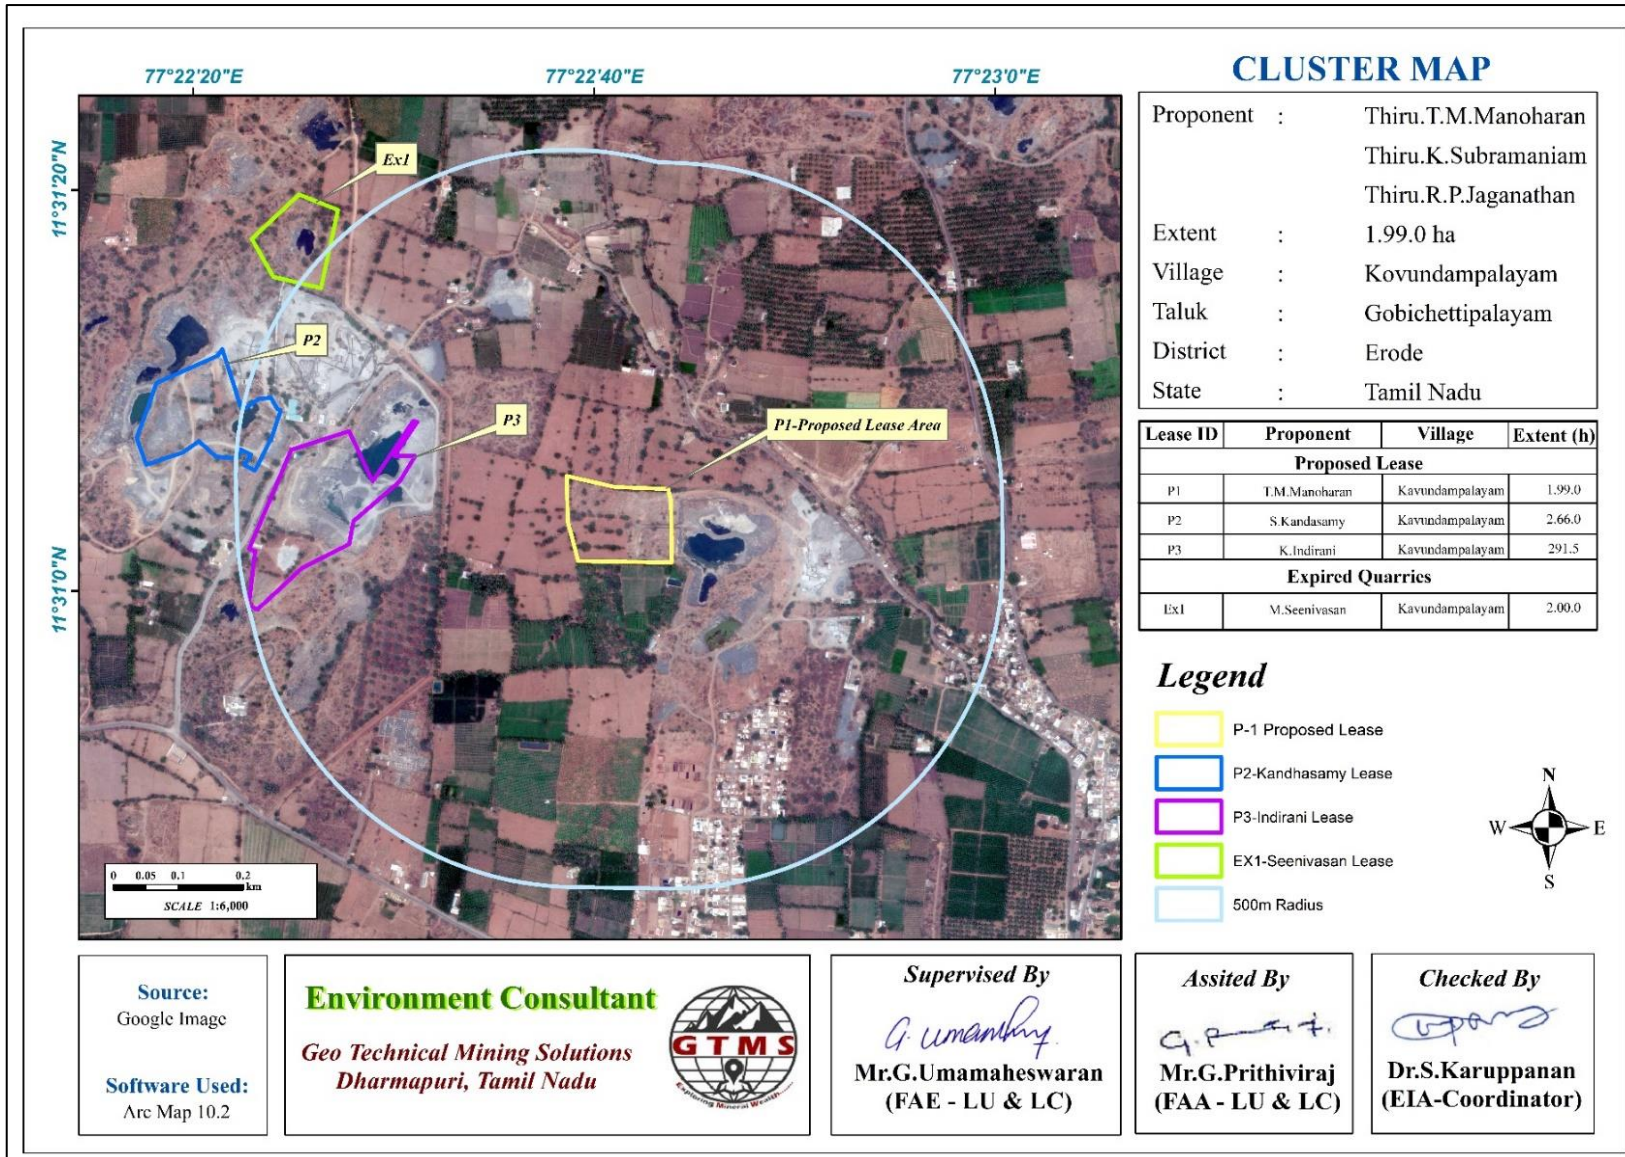 CLUSTER MAP
77°22'20"E 77°22'40"E 77°23'0"E
11°31'20"N
11°31'0"N
Ex1
P2
P3
P1-Proposed Lease Area
0 0.05 0.1 0.2
km
SCALE 1:6,000
Proponent : Thiru.T.M.Manoharan
Thiru.K.Subramaniam
Thiru.R.P.Jaganathan
Extent : 1.99.0 ha
Village : Kovundampalayam
Taluk : Gobichettipalayam
District : Erode
State : Tamil Nadu
Lease ID Proponent Village Extent (h)
Proposed Lease
P1 T.M.Manoharan Kavundampalayam 1.99.0
P2 S.Kandasamy Kavundampalayam 2.66.0
P3 K.Indirani Kavundampalayam 291.5
Expired Quarries
Ex1 M.Seenivasan Kavundampalayam 2.00.0
Legend
P-1 Proposed Lease
P2-Kandhasamy Lease
P3-Indirani Lease
EX1-Seenivasan Lease
500m Radius
N
W E
S
Source:
Google Image
Software Used:
Arc Map 10.2
Environment Consultant
Geo Technical Mining Solutions
Dharmapuri, Tamil Nadu
GTMS
Exploring Mineral Wealth
Supervised By
Mr.G.Umamaheswaran
(FAE - LU & LC)
Assited By
Mr.G.Prithiviraj
(FAA - LU & LC)
Checked By
Dr.S.Karuppanan
(EIA-Coordinator)